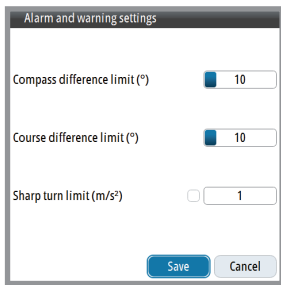 Alarm and warning settings
Compass difference limit (°) 10
Course difference limit (°) 10
Sharp turn limit (m/s²) 1
Save Cancel